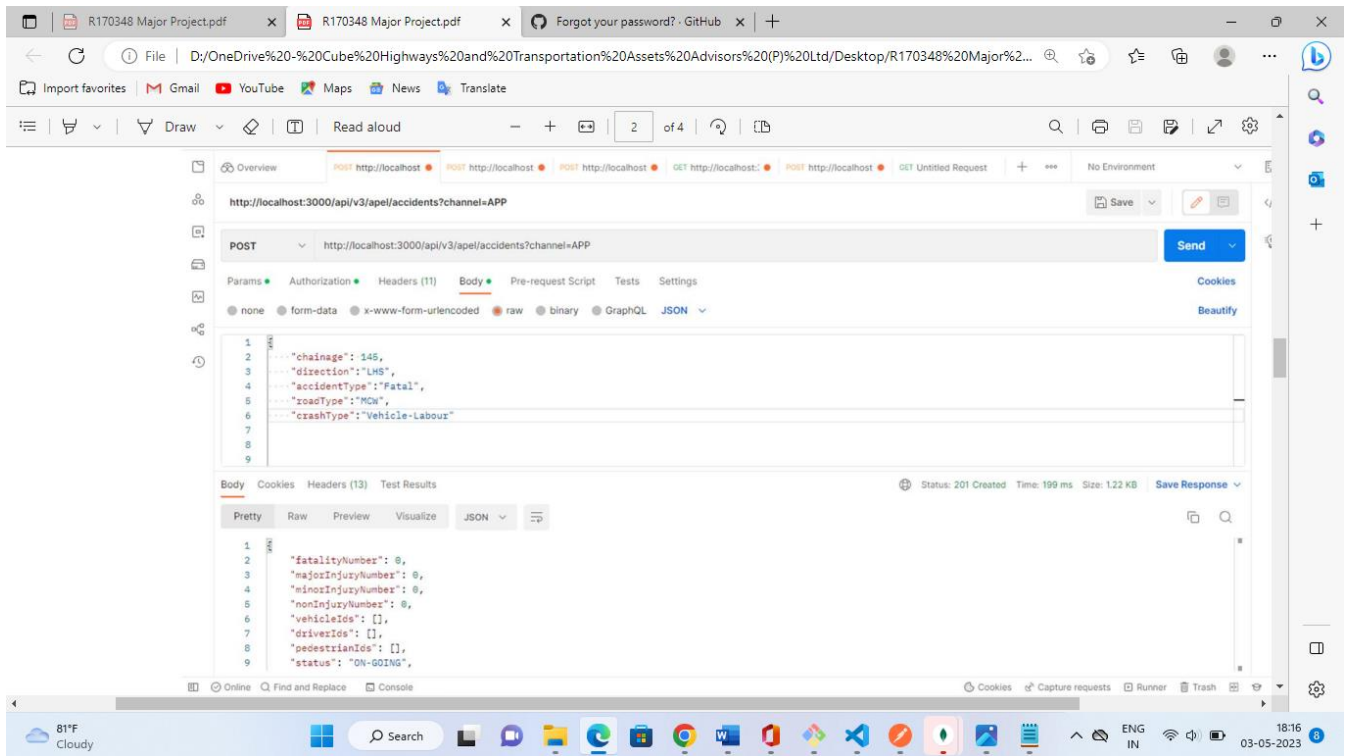 R170348 Major Project.pdf
R170348 Major Project.pdf
Forgot your password? · GitHub
File D:/OneDrive%20-%20Cube%20Highways%20and%20Transportation%20Assets%20Advisors%20(P)%20Ltd/Desktop/R170348%20Major%2...
Import favorites Gmail YouTube Maps News Translate
Draw Read aloud 2 of 4
Overview POST http://localhost POST http://localhost POST http://localhost GET http://localhost: POST http://localhost GET Untitled Request No Environment
http://localhost:3000/api/v3/apel/accidents?channel=APP Save
POST http://localhost:3000/api/v3/apel/accidents?channel=APP Send
Params Authorization Headers (11) Body Pre-request Script Tests Settings Cookies
none form-data x-www-form-urlencoded raw binary GraphQL JSON Beautify
1 {
2 "chainage": 145,
3 "direction":"LHS",
4 "accidentType":"Fatal",
5 "roadType":"MCW",
6 "crashType":"Vehicle-Labour"
7
8
9
Body Cookies Headers (13) Test Results Status: 201 Created Time: 199 ms Size: 1.22 KB Save Response
Pretty Raw Preview Visualize JSON
1 {
2 "fatalityNumber": 0,
3 "majorInjuryNumber": 0,
4 "minorInjuryNumber": 0,
5 "nonInjuryNumber": 0,
6 "vehicleIds": [],
7 "driverIds": [],
8 "pedestrianIds": [],
9 "status": "ON-GOING",
Online Find and Replace Console Cookies Capture requests Runner Trash
81°F
Cloudy
Search
ENG
IN
18:16
03-05-2023
8